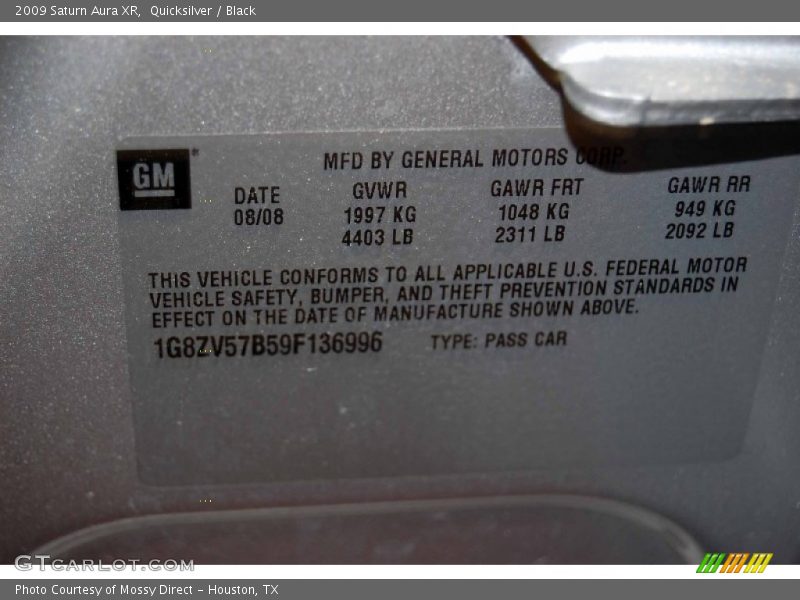 2009 Saturn Aura XR, Quicksilver / Black
MFD BY GENERAL MOTORS CORP.
GM
DATE GVWR GAWR FRT GAWR RR
08/08 1997 KG 1048 KG 949 KG
4403 LB 2311 LB 2092 LB
THIS VEHICLE CONFORMS TO ALL APPLICABLE U.S. FEDERAL MOTOR
VEHICLE SAFETY, BUMPER, AND THEFT PREVENTION STANDARDS IN
EFFECT ON THE DATE OF MANUFACTURE SHOWN ABOVE.
1G8ZV57B59F136996 TYPE: PASS CAR
GTCARLOT.COM
Photo Courtesy of Mossy Direct - Houston, TX